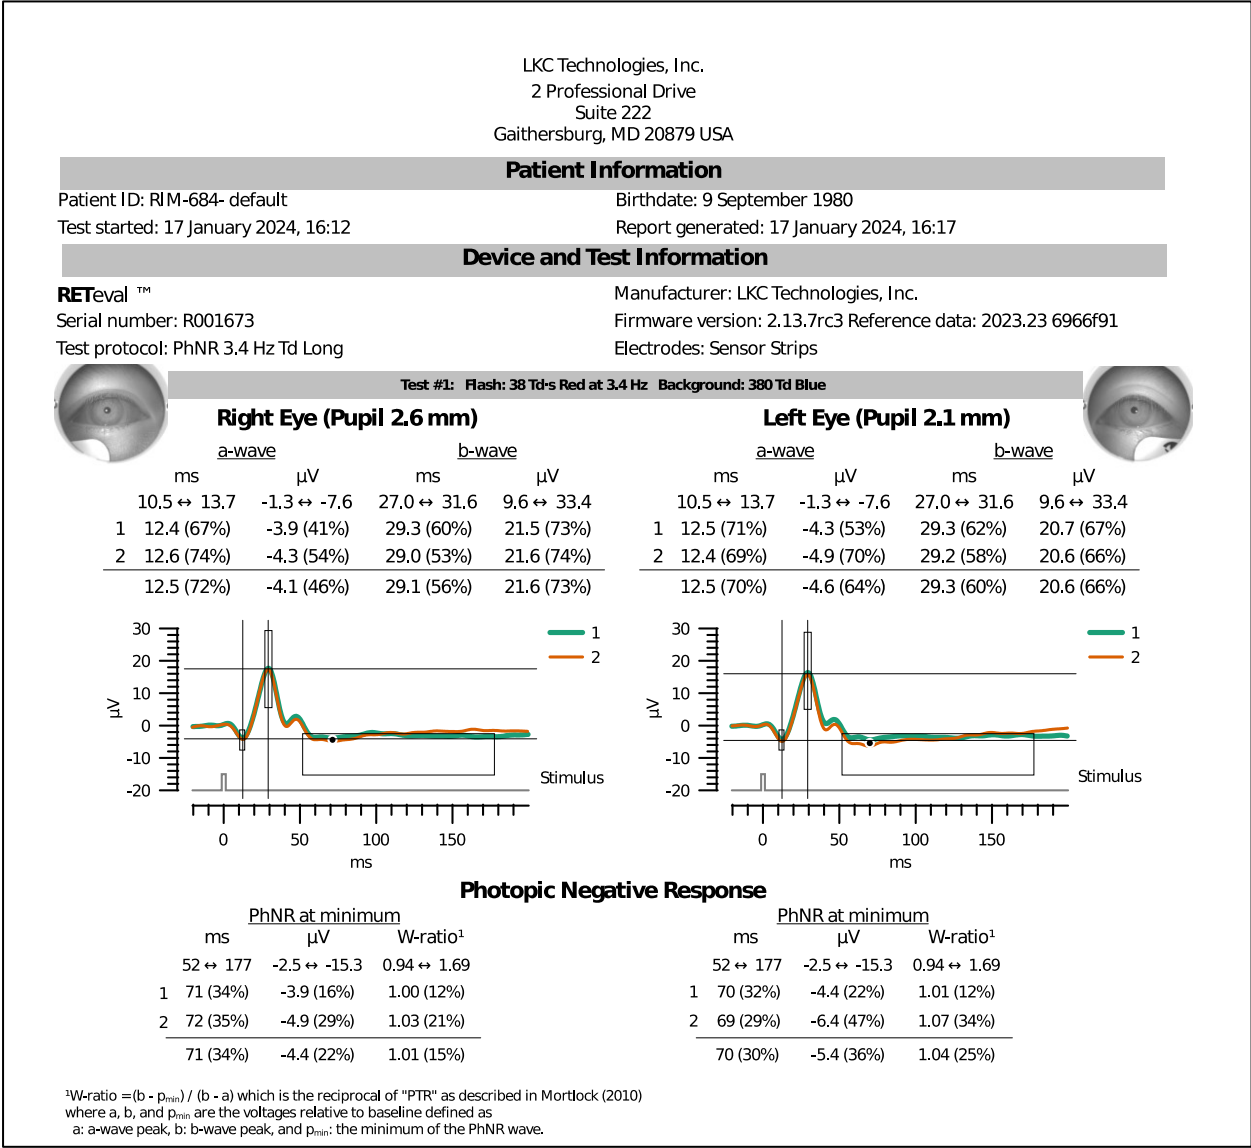 LKC Technologies, Inc.
2 Professional Drive
Suite 222
Gaithersburg, MD 20879 USA
Patient Information
Patient ID: RIM-684- default Birthdate: 9 September 1980
Test started: 17 January 2024, 16:12 Report generated: 17 January 2024, 16:17
Device and Test Information
RETeval ™ Manufacturer: LKC Technologies, Inc.
Serial number: R001673 Firmware version: 2.13.7rc3 Reference data: 2023.23 6966f91
Test protocol: PhNR 3.4 Hz Td Long Electrodes: Sensor Strips
Test #1: Flash: 38 Td·s Red at 3.4 Hz Background: 380 Td Blue
Right Eye (Pupil 2.6 mm)
a-wave b-wave
ms µV ms µV
10.5 ↔ 13.7 -1.3 ↔ -7.6 27.0 ↔ 31.6 9.6 ↔ 33.4
1 12.4 (67%) -3.9 (41%) 29.3 (60%) 21.5 (73%)
2 12.6 (74%) -4.3 (54%) 29.0 (53%) 21.6 (74%)
12.5 (72%) -4.1 (46%) 29.1 (56%) 21.6 (73%)
Left Eye (Pupil 2.1 mm)
a-wave b-wave
ms µV ms µV
10.5 ↔ 13.7 -1.3 ↔ -7.6 27.0 ↔ 31.6 9.6 ↔ 33.4
1 12.5 (71%) -4.3 (53%) 29.3 (62%) 20.7 (67%)
2 12.4 (69%) -4.9 (70%) 29.2 (58%) 20.6 (66%)
12.5 (70%) -4.6 (64%) 29.3 (60%) 20.6 (66%)
30
20
10
0
-10
-20
µV
1
2
Stimulus
0 50 100 150
ms
30
20
10
0
-10
-20
µV
1
2
Stimulus
0 50 100 150
ms
Photopic Negative Response
PhNR at minimum
ms µV W-ratio¹
52 ↔ 177 -2.5 ↔ -15.3 0.94 ↔ 1.69
1 71 (34%) -3.9 (16%) 1.00 (12%)
2 72 (35%) -4.9 (29%) 1.03 (21%)
71 (34%) -4.4 (22%) 1.01 (15%)
PhNR at minimum
ms µV W-ratio¹
52 ↔ 177 -2.5 ↔ -15.3 0.94 ↔ 1.69
1 70 (32%) -4.4 (22%) 1.01 (12%)
2 69 (29%) -6.4 (47%) 1.07 (34%)
70 (30%) -5.4 (36%) 1.04 (25%)
¹W-ratio = (b - pmin) / (b - a) which is the reciprocal of "PTR" as described in Mortlock (2010)
where a, b, and pmin are the voltages relative to baseline defined as
a: a-wave peak, b: b-wave peak, and pmin: the minimum of the PhNR wave.